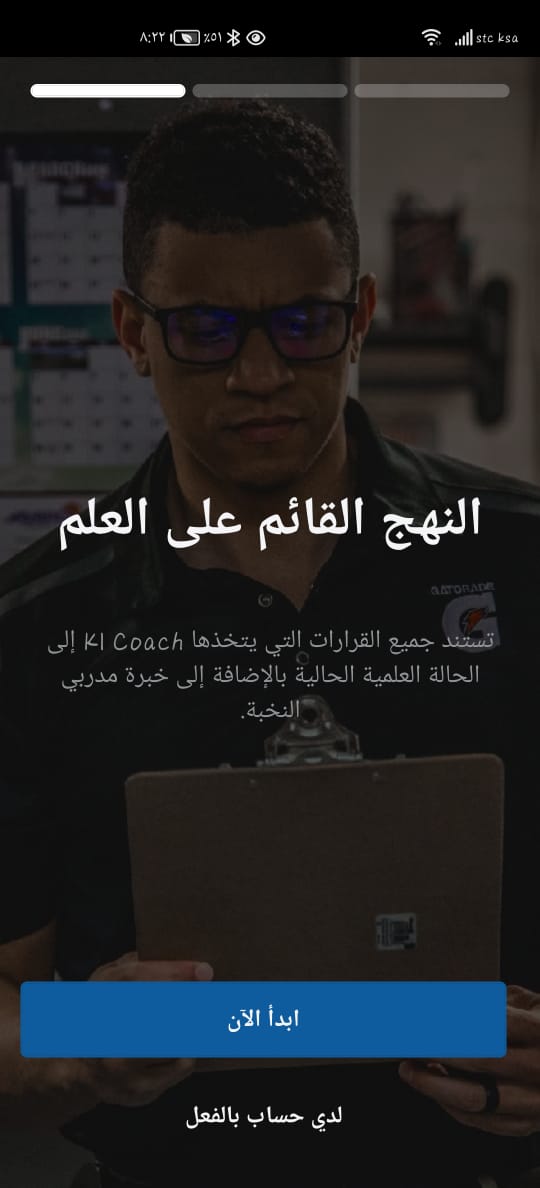 ٨:٢٢ ٪٥١ stc ksa
النهج القائم على العلم
GATORADE
تستند جميع القرارات التي يتخذها KI Coach إلى
الحالة العلمية الحالية بالإضافة إلى خبرة مدربي
النخبة.
ابدأ الآن
لدي حساب بالفعل